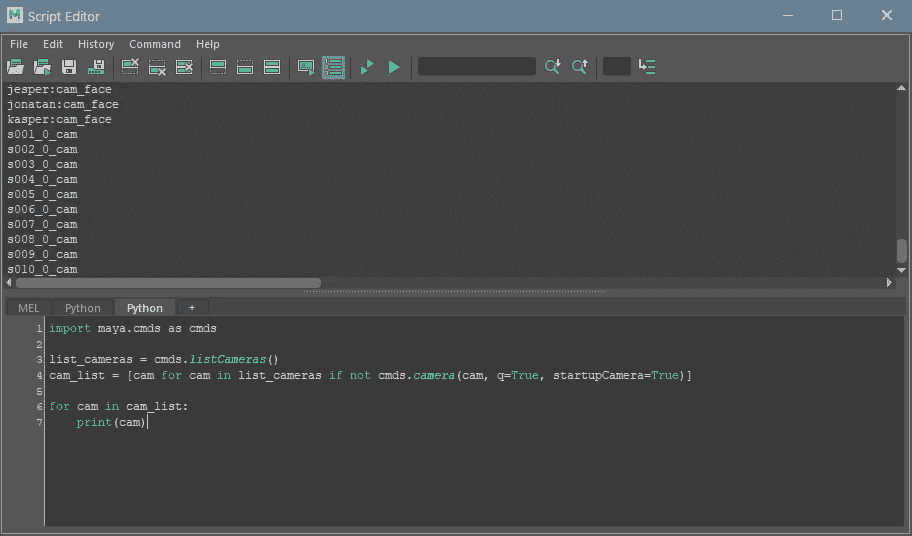 Script Editor
File Edit History Command Help
jesper:cam_face
jonatan:cam_face
kasper:cam_face
s001_0_cam
s002_0_cam
s003_0_cam
s004_0_cam
s005_0_cam
s006_0_cam
s007_0_cam
s008_0_cam
s009_0_cam
s010_0_cam
MEL Python Python +
1 import maya.cmds as cmds
2
3 list_cameras = cmds.listCameras()
4 cam_list = [cam for cam in list_cameras if not cmds.camera(cam, q=True, startupCamera=True)]
5
6 for cam in cam_list:
7     print(cam)